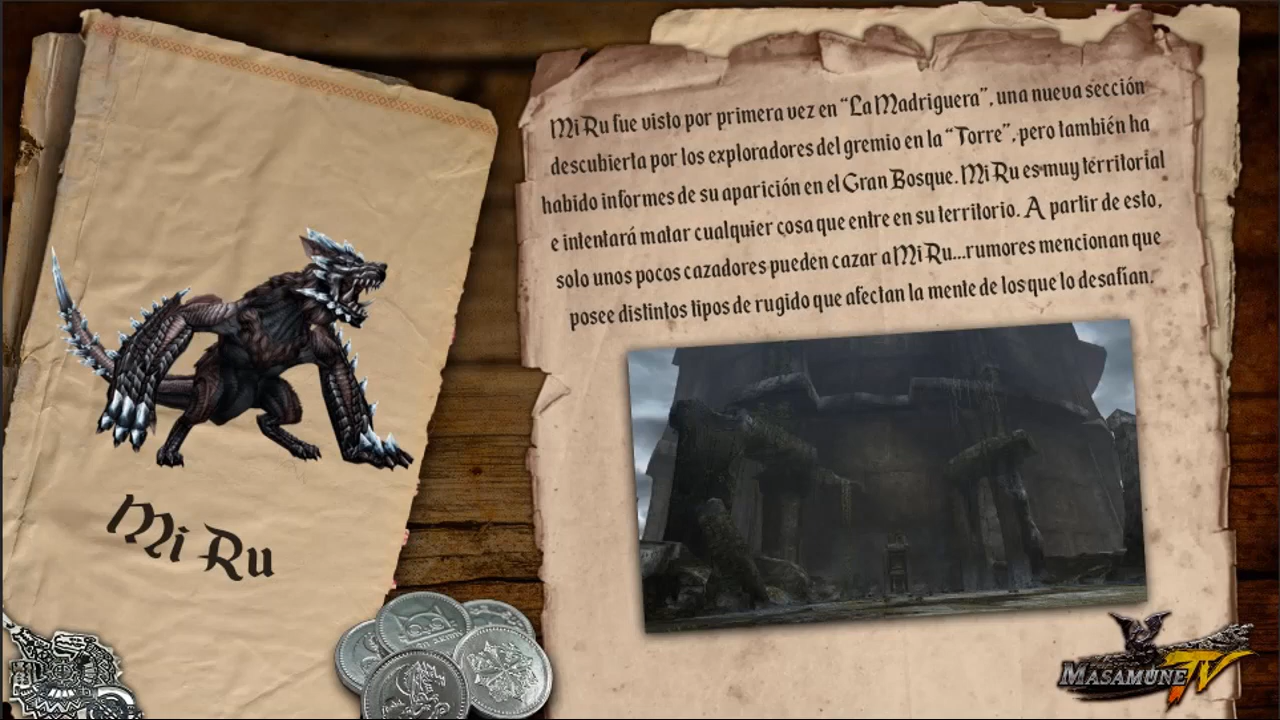 Mi Ru fue visto por primera vez en “La Madriguera”, una nueva sección
descubierta por los exploradores del gremio en la “Torre”, pero también ha
habido informes de su aparición en el Gran Bosque. Mi Ru es muy territorial
e intentará matar cualquier cosa que entre en su territorio. A partir de esto,
solo unos pocos cazadores pueden cazar a Mi Ru...rumores mencionan que
posee distintos tipos de rugido que afectan la mente de los que lo desafían.
Mi Ru
MASAMUNE TV